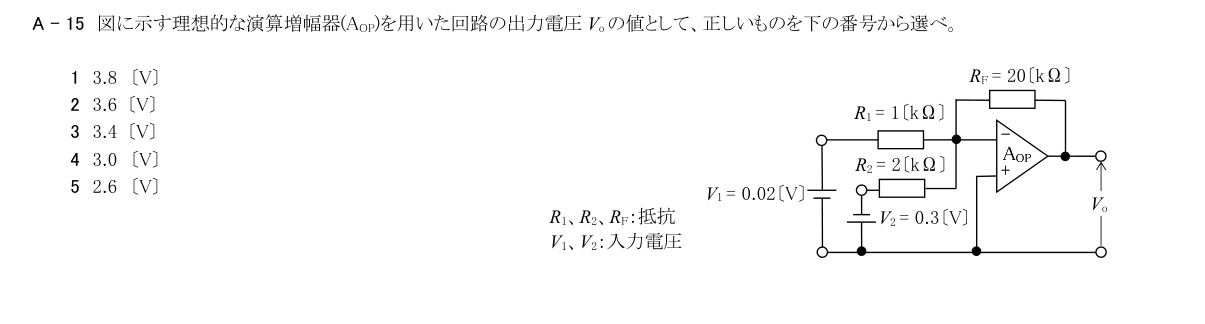 A－15 図に示す理想的な演算増幅器(AOP)を用いた回路の出力電圧 Voの値として、正しいものを下の番号から選べ。
1 3.8 〔V〕
2 3.6 〔V〕
3 3.4 〔V〕
4 3.0 〔V〕
5 2.6 〔V〕
RF＝20〔kΩ〕
R1＝1〔kΩ〕
－
AOP
＋
R2＝2〔kΩ〕
V1＝0.02〔V〕
Vo
V2＝0.3〔V〕
R1、R2、RF：抵抗
V1、V2：入力電圧